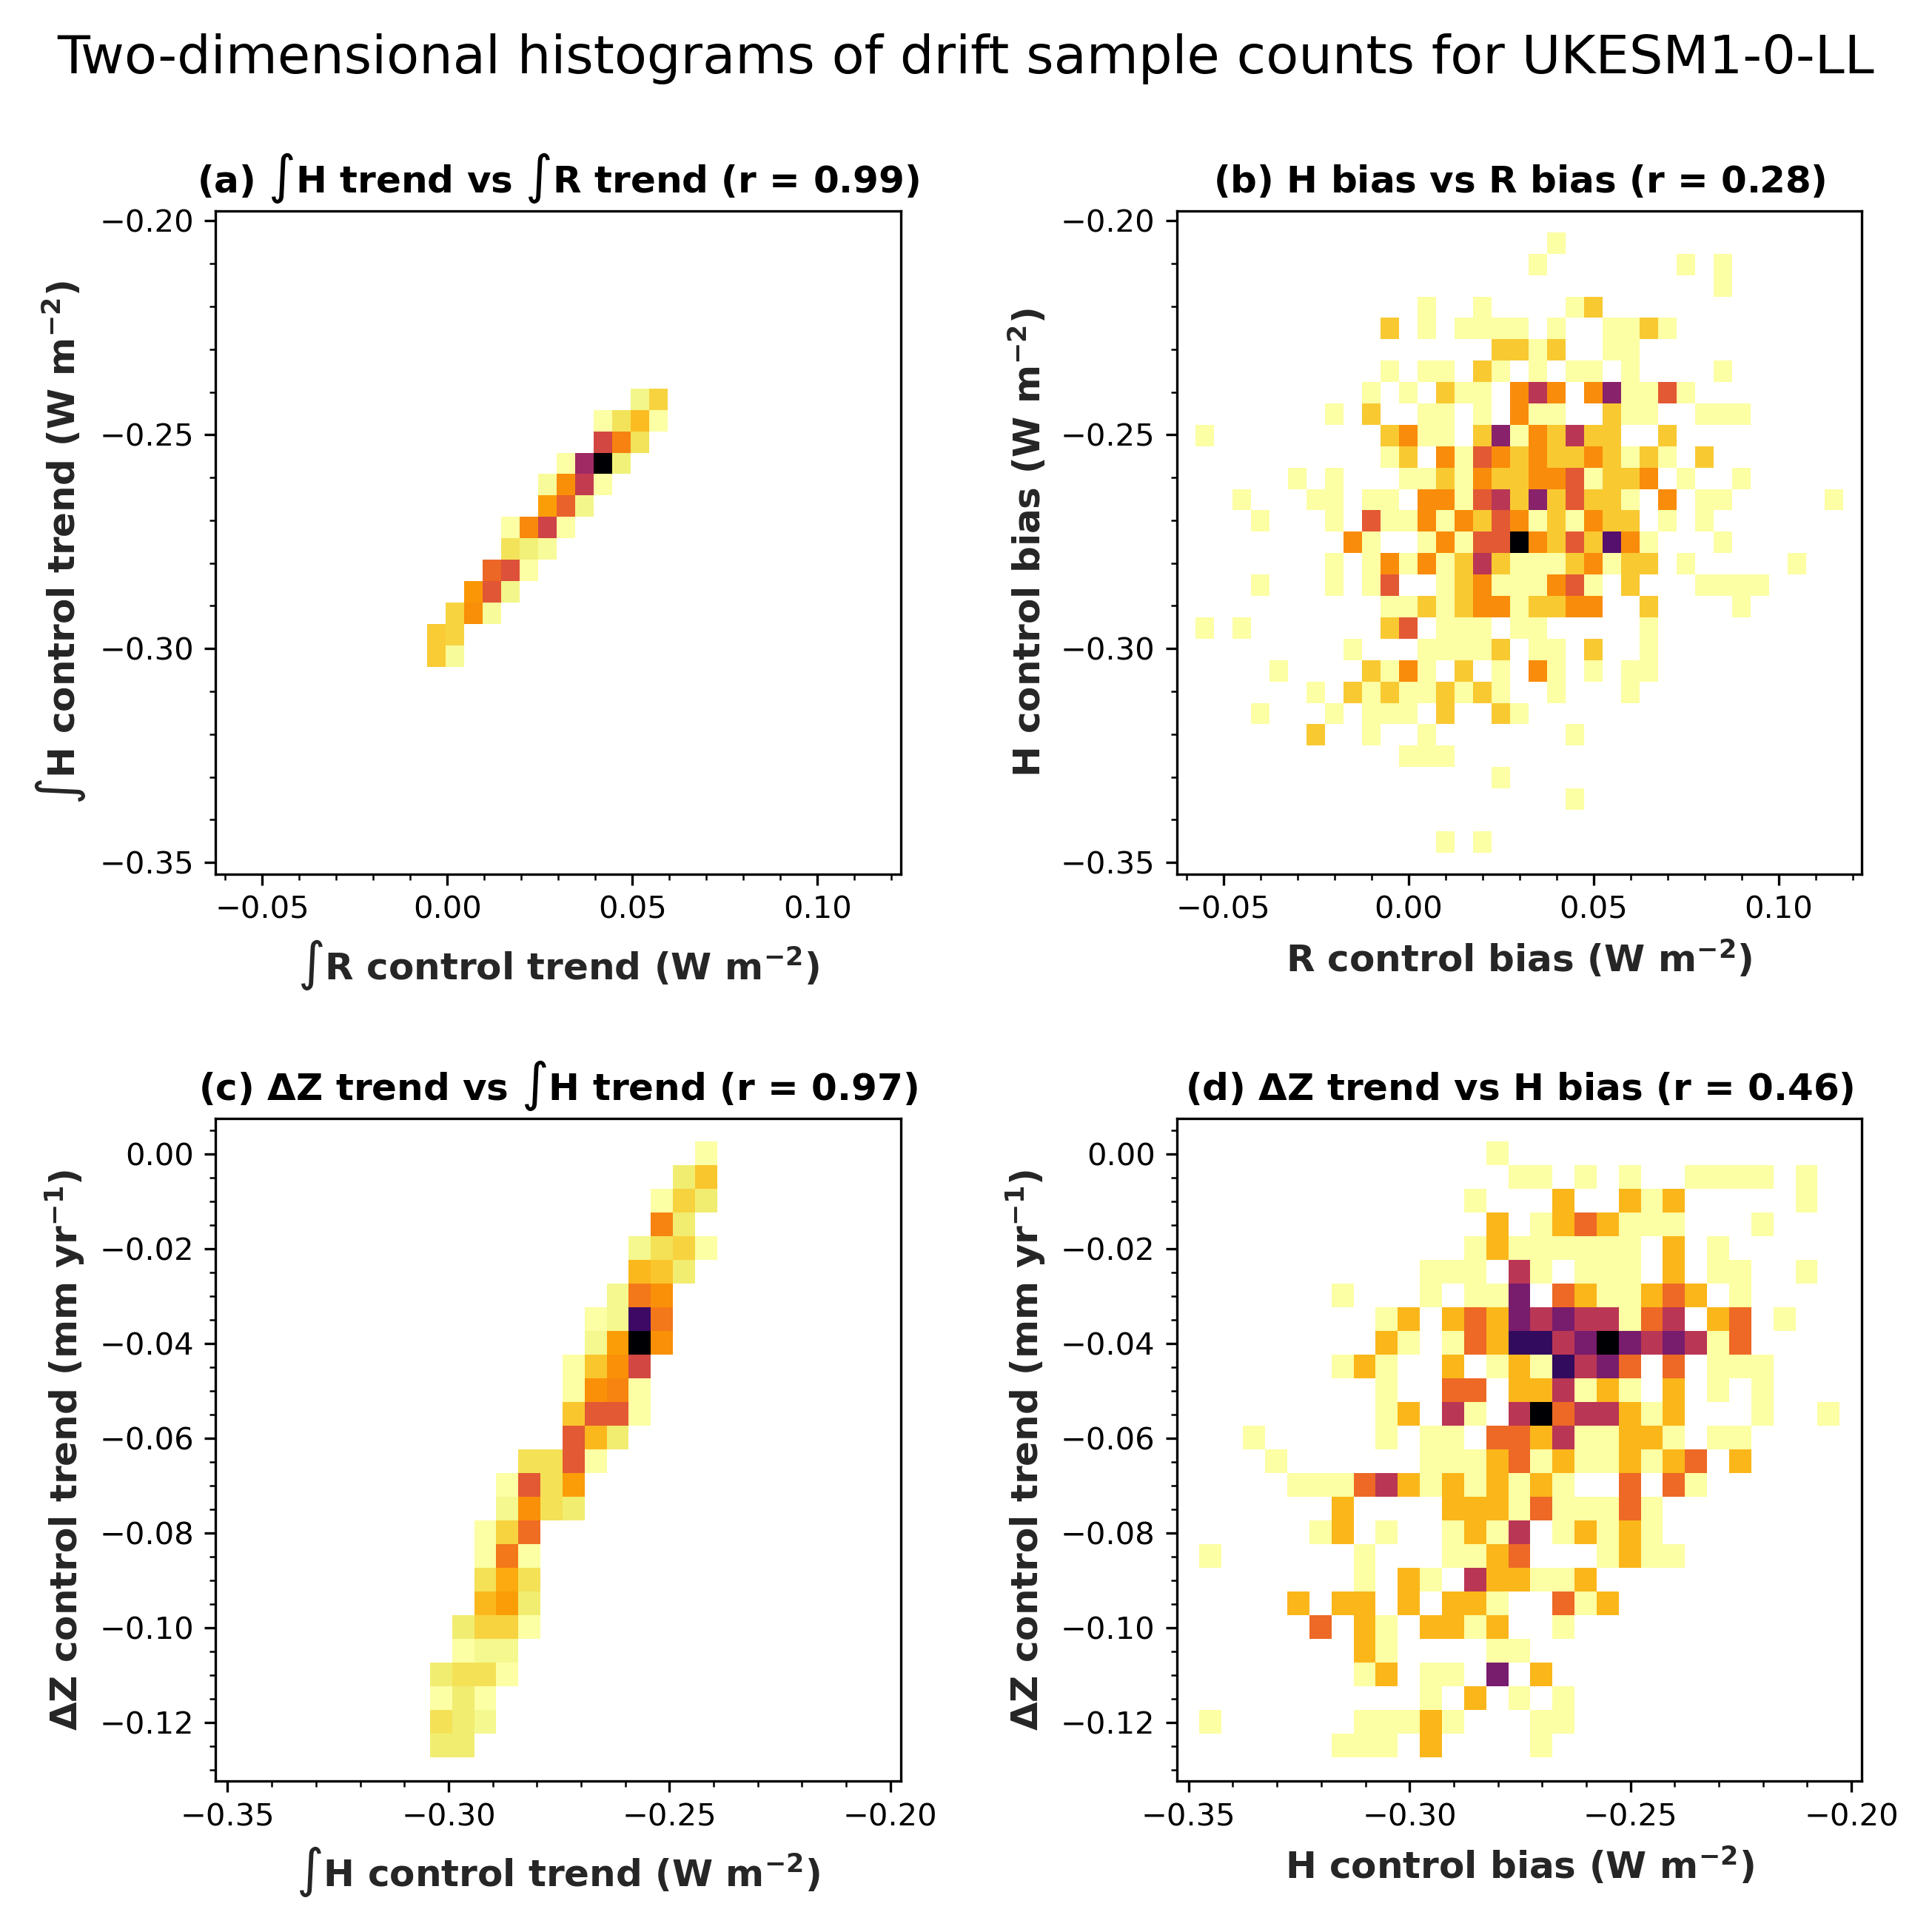 Two-dimensional histograms of drift sample counts for UKESM1-0-LL
(a) ∫H trend vs ∫R trend (r = 0.99)
−0.20
−0.25
−0.30
−0.35
∫H control trend (W m⁻²)
−0.05 0.00 0.05 0.10
∫R control trend (W m⁻²)
(b) H bias vs R bias (r = 0.28)
−0.20
−0.25
−0.30
−0.35
H control bias (W m⁻²)
−0.05 0.00 0.05 0.10
R control bias (W m⁻²)
(c) ΔZ trend vs ∫H trend (r = 0.97)
0.00
−0.02
−0.04
−0.06
−0.08
−0.10
−0.12
ΔZ control trend (mm yr⁻¹)
−0.35 −0.30 −0.25 −0.20
∫H control trend (W m⁻²)
(d) ΔZ trend vs H bias (r = 0.46)
0.00
−0.02
−0.04
−0.06
−0.08
−0.10
−0.12
ΔZ control trend (mm yr⁻¹)
−0.35 −0.30 −0.25 −0.20
H control bias (W m⁻²)